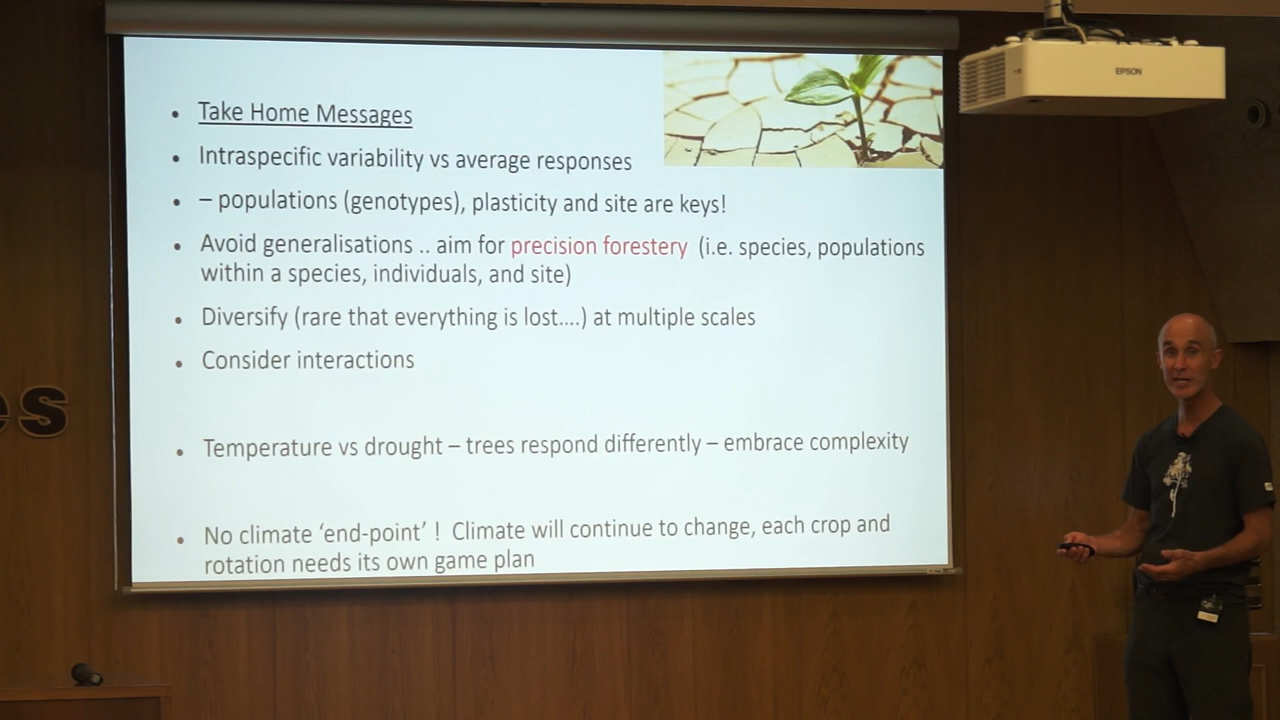 EPSON
Take Home Messages
Intraspecific variability vs average responses
– populations (genotypes), plasticity and site are keys!
Avoid generalisations .. aim for precision forestery (i.e. species, populations
within a species, individuals, and site)
Diversify (rare that everything is lost....) at multiple scales
Consider interactions
es
Temperature vs drought – trees respond differently – embrace complexity
No climate ‘end-point’ ! Climate will continue to change, each crop and
rotation needs its own game plan